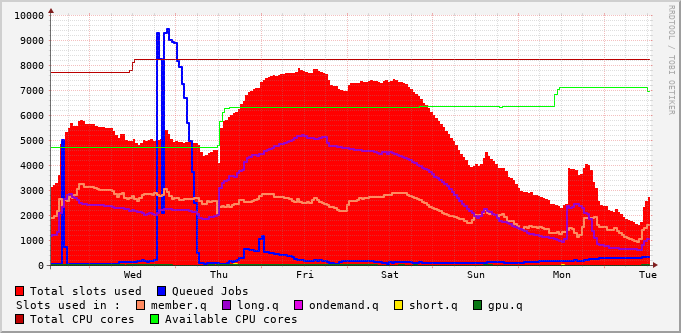 10000
9000
8000
7000
6000
5000
4000
3000
2000
1000
0
Wed Thu Fri Sat Sun Mon Tue
RRDTOOL / TOBI OETIKER
Total slots used Queued Jobs
Slots used in : member.q long.q ondemand.q short.q gpu.q
Total CPU cores Available CPU cores